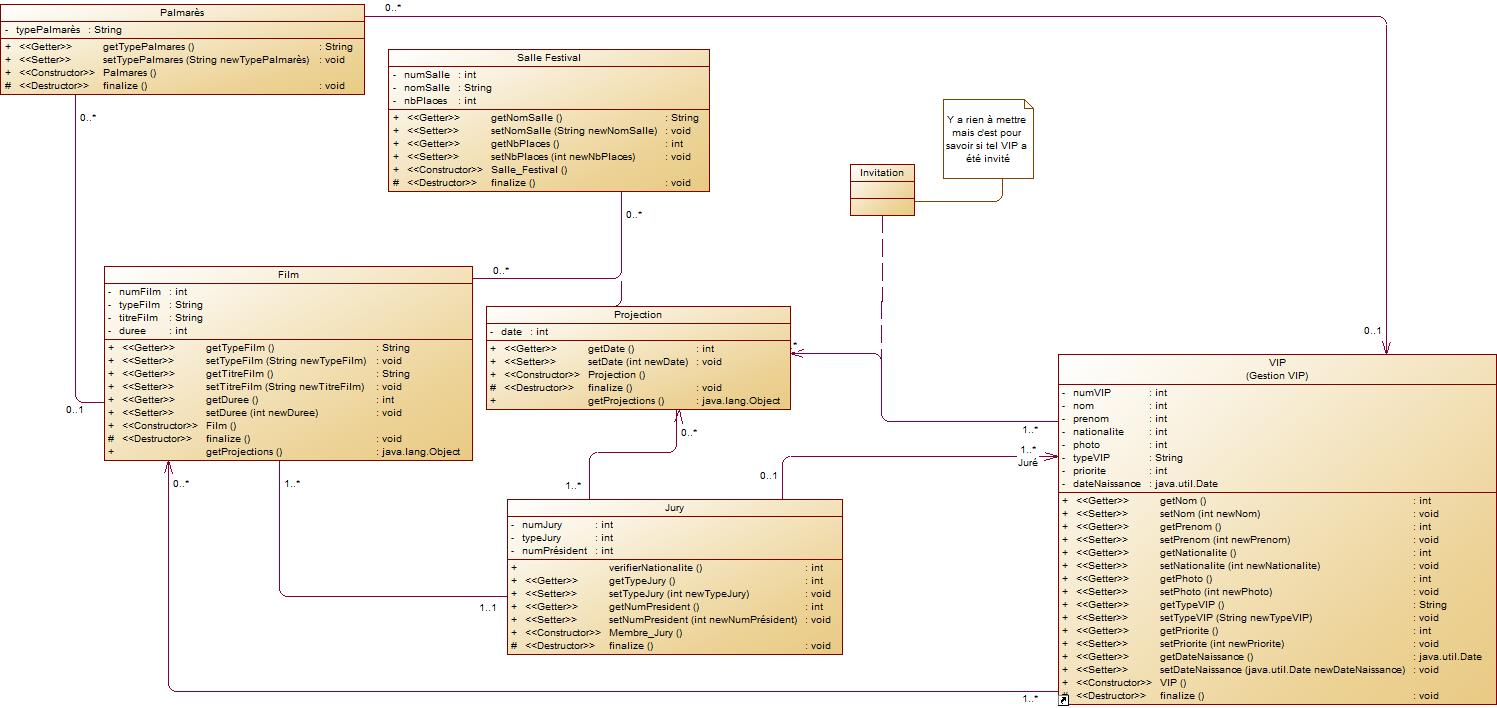 Palmarès
- typePalmarès : String
+ <<Getter>> getTypePalmares () : String
+ <<Setter>> setTypePalmares (String newTypePalmarès) : void
+ <<Constructor>> Palmares ()
# <<Destructor>> finalize () : void
0..*
0..*
0..1
0..1
Salle Festival
- numSalle : int
- nomSalle : String
- nbPlaces : int
+ <<Getter>> getNomSalle () : String
+ <<Setter>> setNomSalle (String newNomSalle) : void
+ <<Getter>> getNbPlaces () : int
+ <<Setter>> setNbPlaces (int newNbPlaces) : void
+ <<Constructor>> Salle_Festival ()
# <<Destructor>> finalize () : void
0..*
0..*
Y a rien à mettre
mais c'est pour
savoir si tel VIP a
été invité
Invitation
Film
- numFilm : int
- typeFilm : String
- titreFilm : String
- duree : int
+ <<Getter>> getTypeFilm () : String
+ <<Setter>> setTypeFilm (String newTypeFilm) : void
+ <<Getter>> getTitreFilm () : String
+ <<Setter>> setTitreFilm (String newTitreFilm) : void
+ <<Getter>> getDuree () : int
+ <<Setter>> setDuree (int newDuree) : void
+ <<Constructor>> Film ()
# <<Destructor>> finalize () : void
+ getProjections () : java.lang.Object
0..*
1..*
Projection
- date : int
+ <<Getter>> getDate () : int
+ <<Setter>> setDate (int newDate) : void
+ <<Constructor>> Projection ()
# <<Destructor>> finalize () : void
+ getProjections () : java.lang.Object
*
0..*
1..*
0..1
1..*
1..*
Juré
Jury
- numJury : int
- typeJury : int
- numPrésident : int
+ verifierNationalite () : int
+ <<Getter>> getTypeJury () : int
+ <<Setter>> setTypeJury (int newTypeJury) : void
+ <<Getter>> getNumPresident () : int
+ <<Setter>> setNumPresident (int newNumPrésident) : void
+ <<Constructor>> Membre_Jury ()
# <<Destructor>> finalize () : void
1..1
VIP
(Gestion VIP)
- numVIP : int
- nom : int
- prenom : int
- nationalite : int
- photo : int
- typeVIP : String
- priorite : int
- dateNaissance : java.util.Date
+ <<Getter>> getNom () : int
+ <<Setter>> setNom (int newNom) : void
+ <<Getter>> getPrenom () : int
+ <<Setter>> setPrenom (int newPrenom) : void
+ <<Getter>> getNationalite () : int
+ <<Setter>> setNationalite (int newNationalite) : void
+ <<Getter>> getPhoto () : int
+ <<Setter>> setPhoto (int newPhoto) : void
+ <<Getter>> getTypeVIP () : String
+ <<Setter>> setTypeVIP (String newTypeVIP) : void
+ <<Getter>> getPriorite () : int
+ <<Setter>> setPriorite (int newPriorite) : void
+ <<Getter>> getDateNaissance () : java.util.Date
+ <<Setter>> setDateNaissance (java.util.Date newDateNaissance) : void
+ <<Constructor>> VIP ()
# <<Destructor>> finalize () : void
1..*